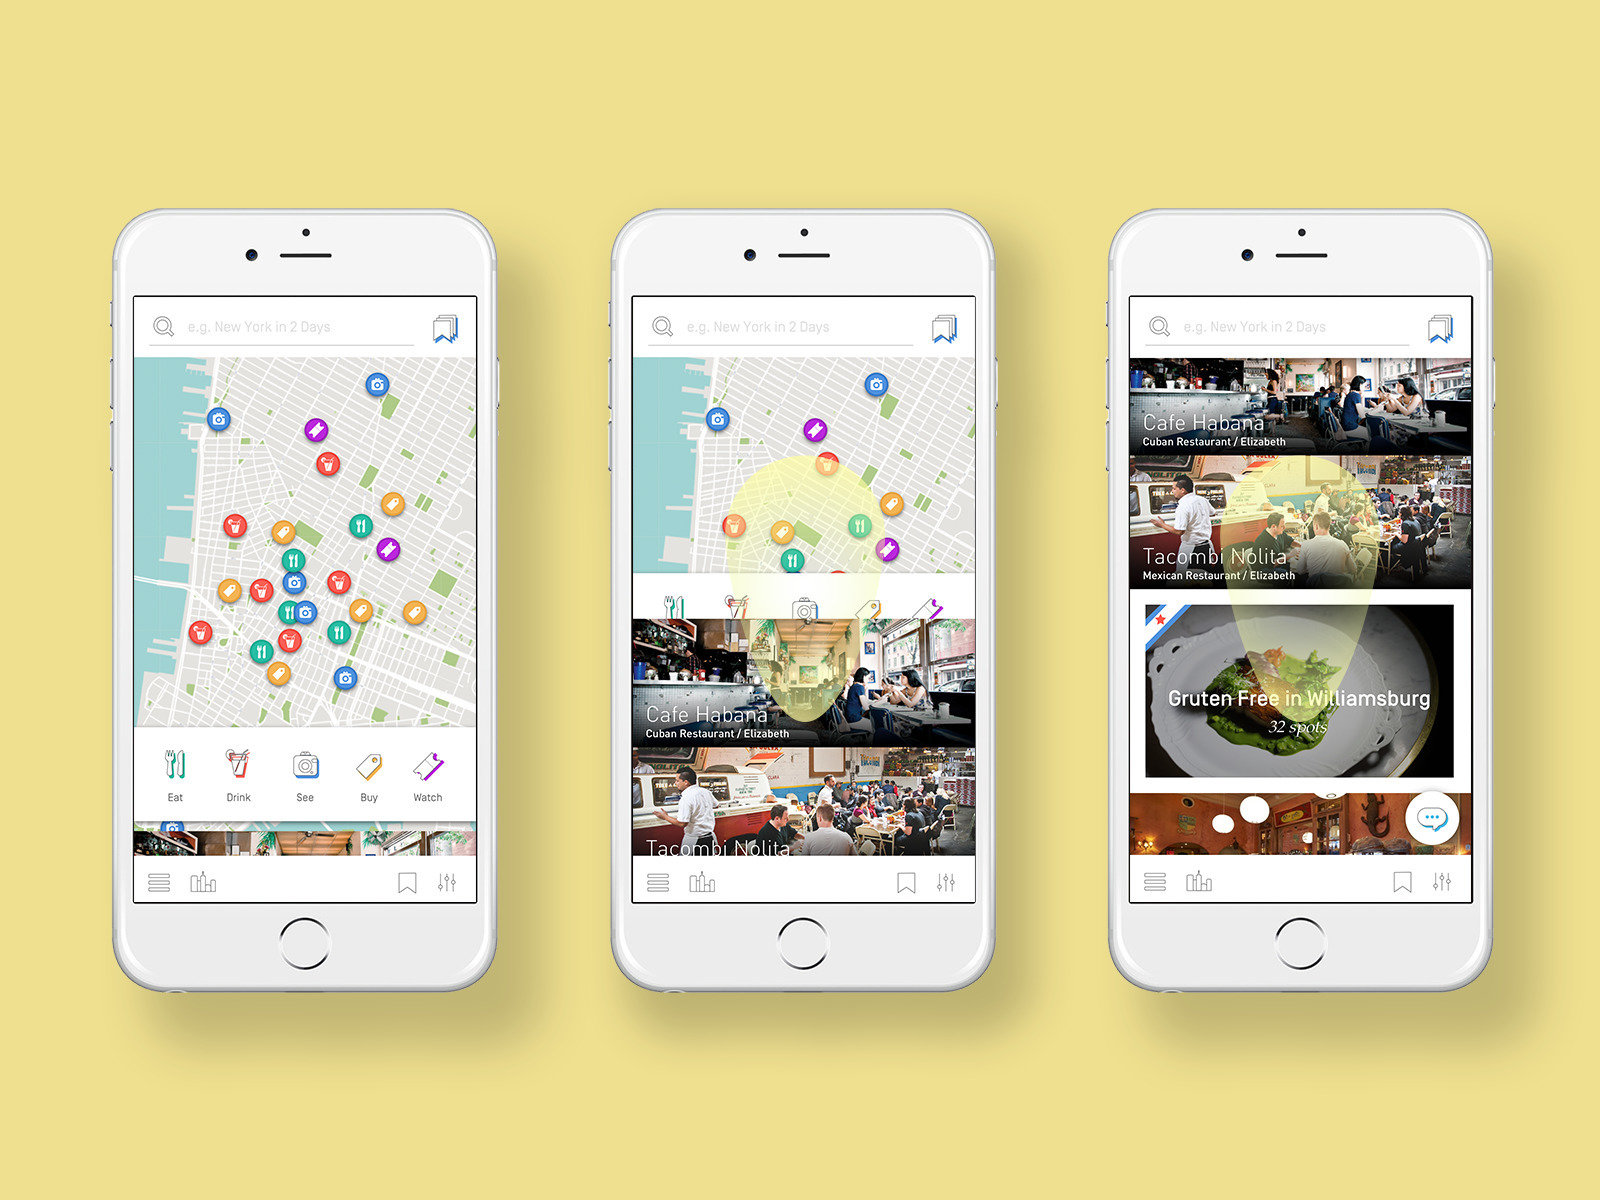 e.g. New York in 2 Days
Eat
Drink
See
Buy
Watch
e.g. New York in 2 Days
Cafe Habana
Cuban Restaurant / Elizabeth
Tacombi Nolita
e.g. New York in 2 Days
Cafe Habana
Cuban Restaurant / Elizabeth
Tacombi Nolita
Mexican Restaurant / Elizabeth
Gruten Free in Williamsburg
32 spots